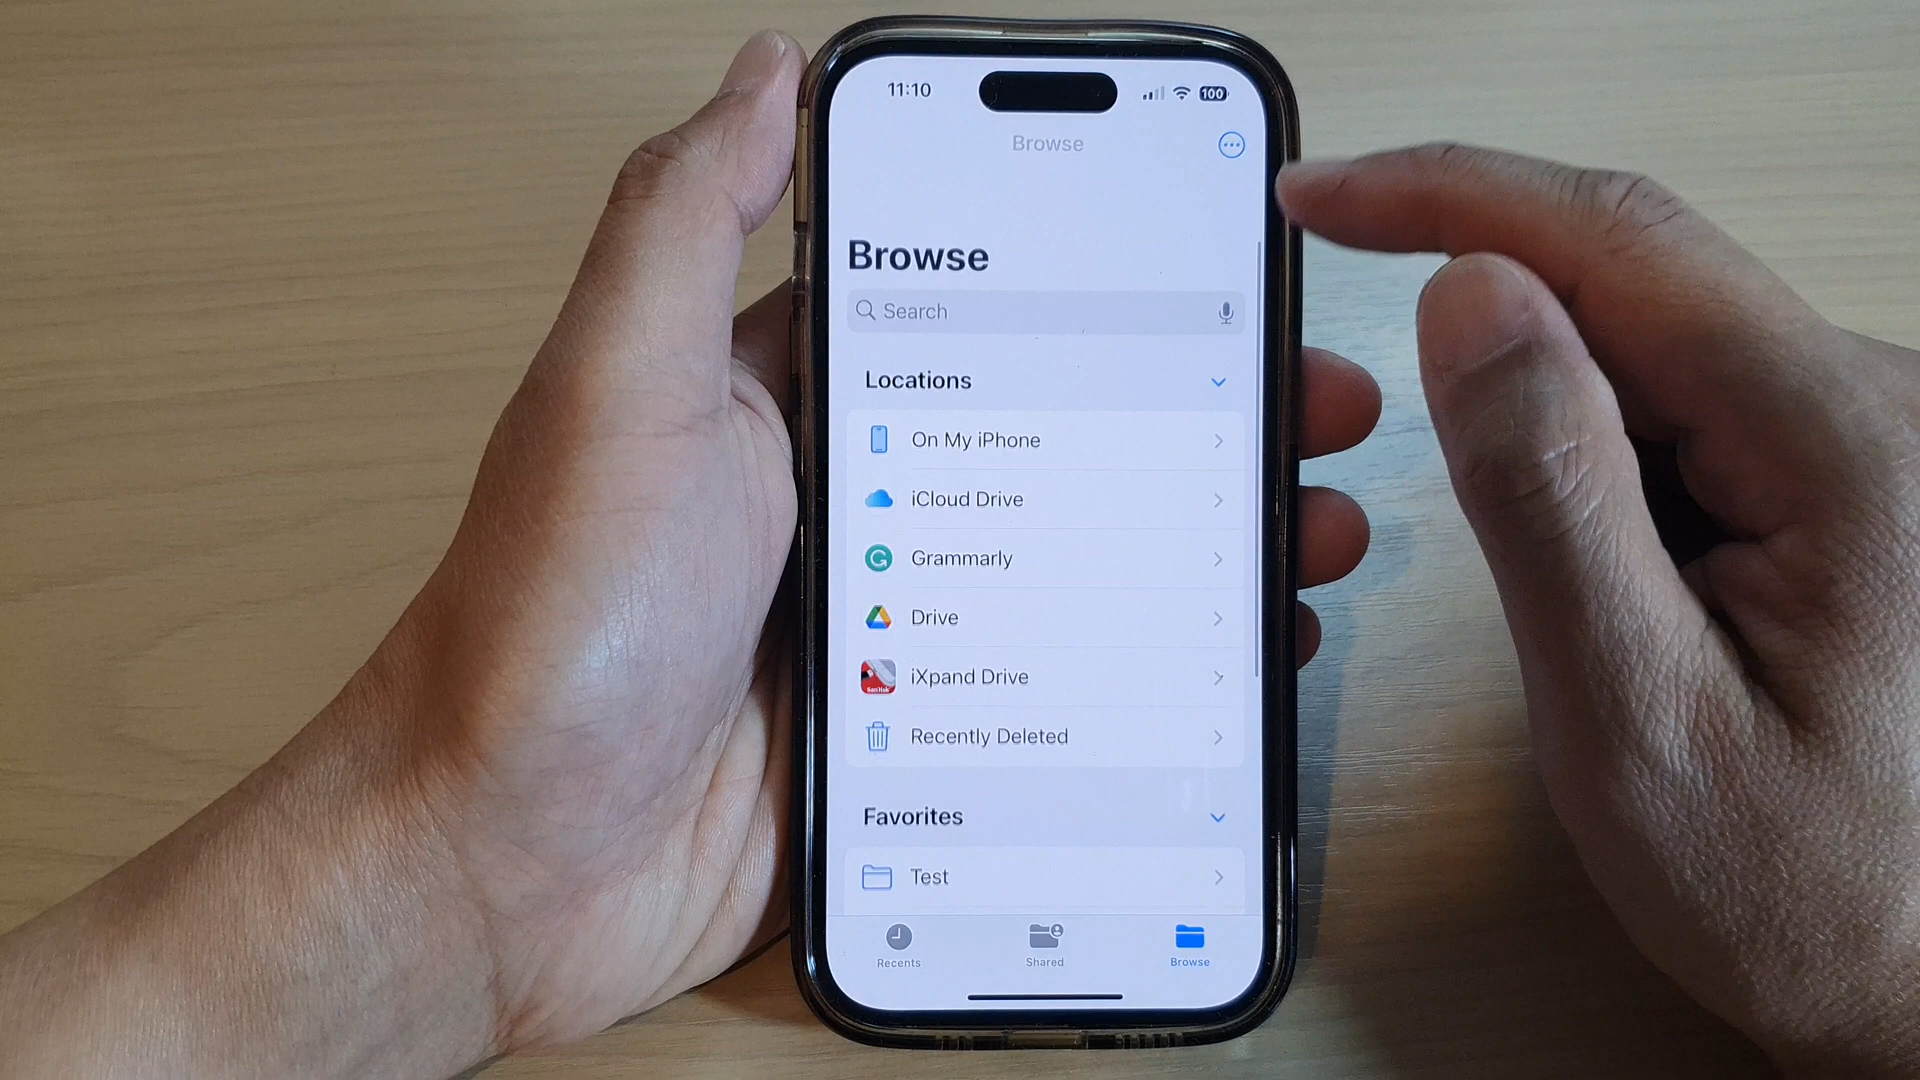 11:10
100
Browse
Browse
Search
Locations
On My iPhone
iCloud Drive
Grammarly
Drive
iXpand Drive
SanDisk
Recently Deleted
Favorites
Test
Recents
Shared
Browse